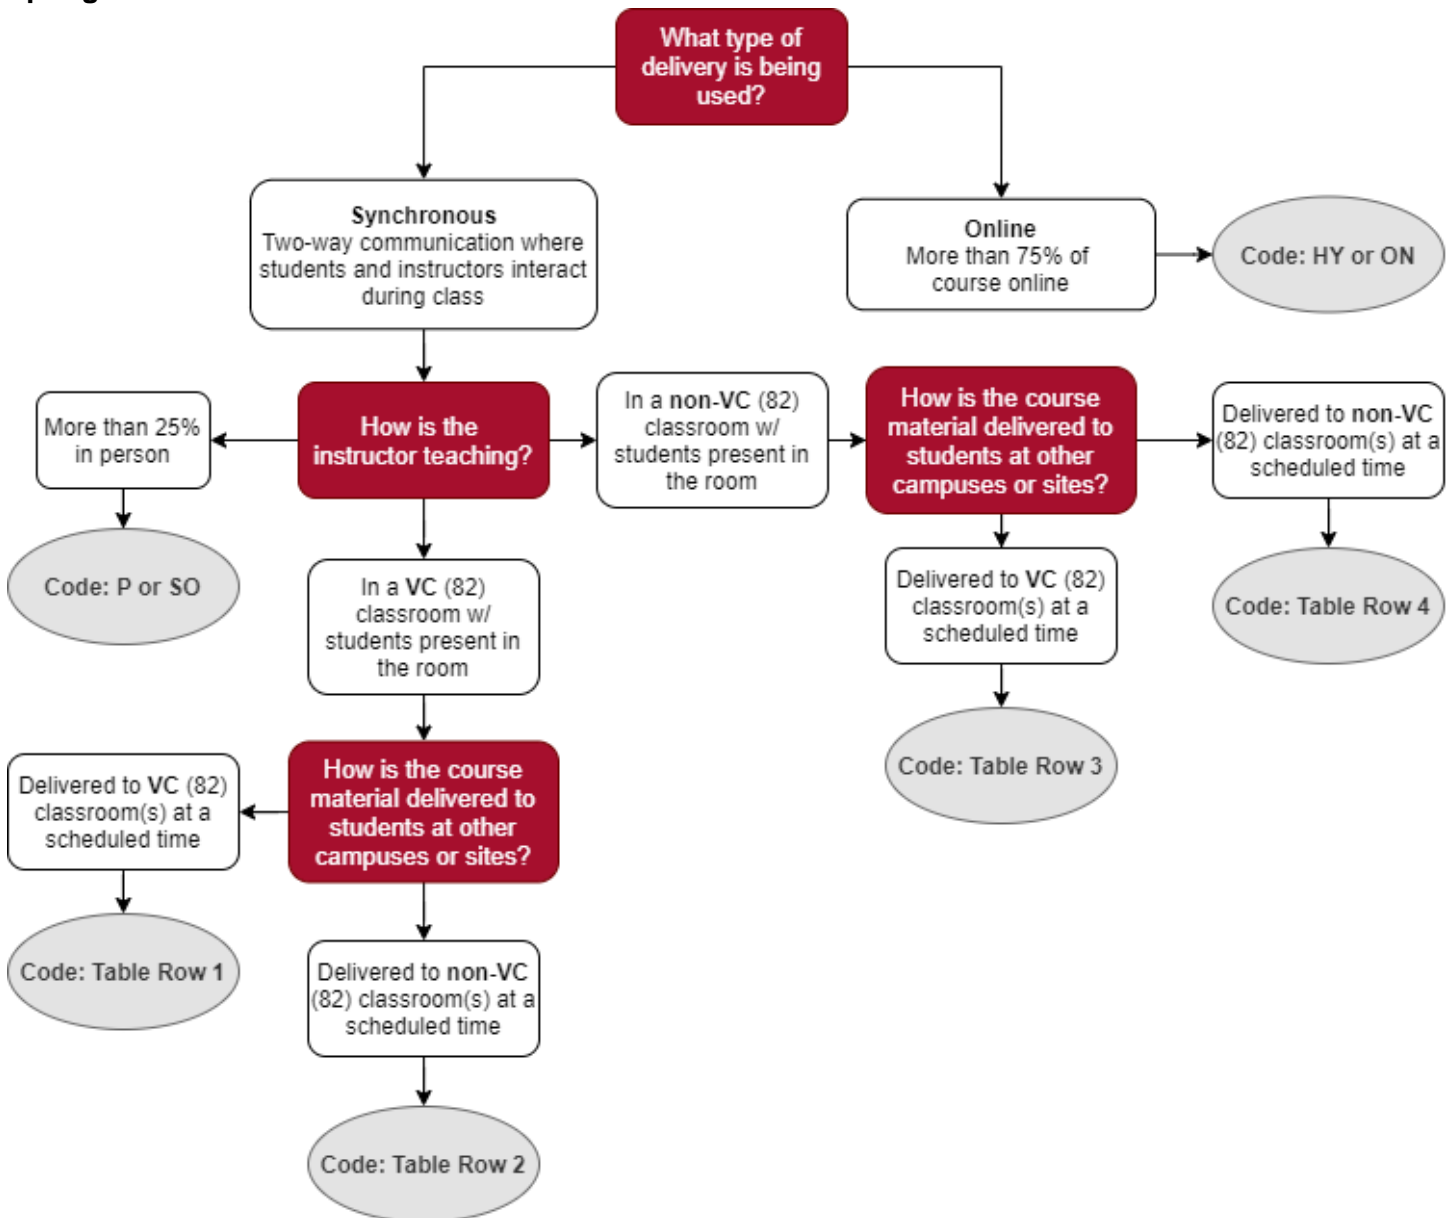 What type of
delivery is being
used?
Synchronous
Two-way communication where
students and instructors interact
during class
Online
More than 75% of
course online
Code: HY or ON
More than 25%
in person
How is the
instructor teaching?
In a non-VC (82)
classroom w/
students present in
the room
How is the course
material delivered to
students at other
campuses or sites?
Delivered to non-VC
(82) classroom(s) at a
scheduled time
Code: P or SO
In a VC (82)
classroom w/
students present in
the room
Delivered to VC (82)
classroom(s) at a
scheduled time
Code: Table Row 4
Code: Table Row 3
Delivered to VC (82)
classroom(s) at a
scheduled time
How is the course
material delivered to
students at other
campuses or sites?
Code: Table Row 1
Delivered to non-VC
(82) classroom(s) at a
scheduled time
Code: Table Row 2